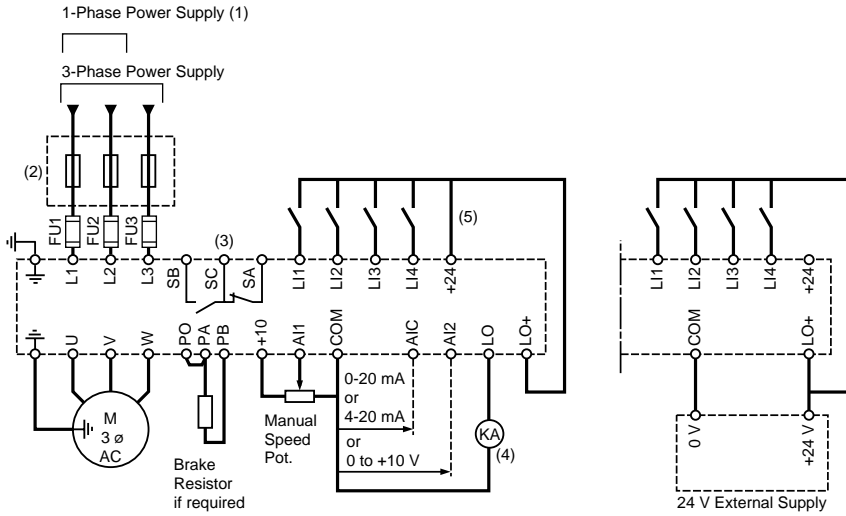 1-Phase Power Supply (1)
3-Phase Power Supply
(2)
FU1
FU2
FU3
(3)
(5)
L1
L2
L3
SB
SC
SA
LI1
LI2
LI3
LI4
+24
U
V
W
PO
PA
PB
+10
AI1
COM
AIC
AI2
LO
LO+
M
3 ø
AC
Brake
Resistor
if required
Manual
Speed
Pot.
0-20 mA
or
4-20 mA
or
0 to +10 V
KA
(4)
LI1
LI2
LI3
LI4
+24
COM
LO+
0 V
+24 V
24 V External Supply